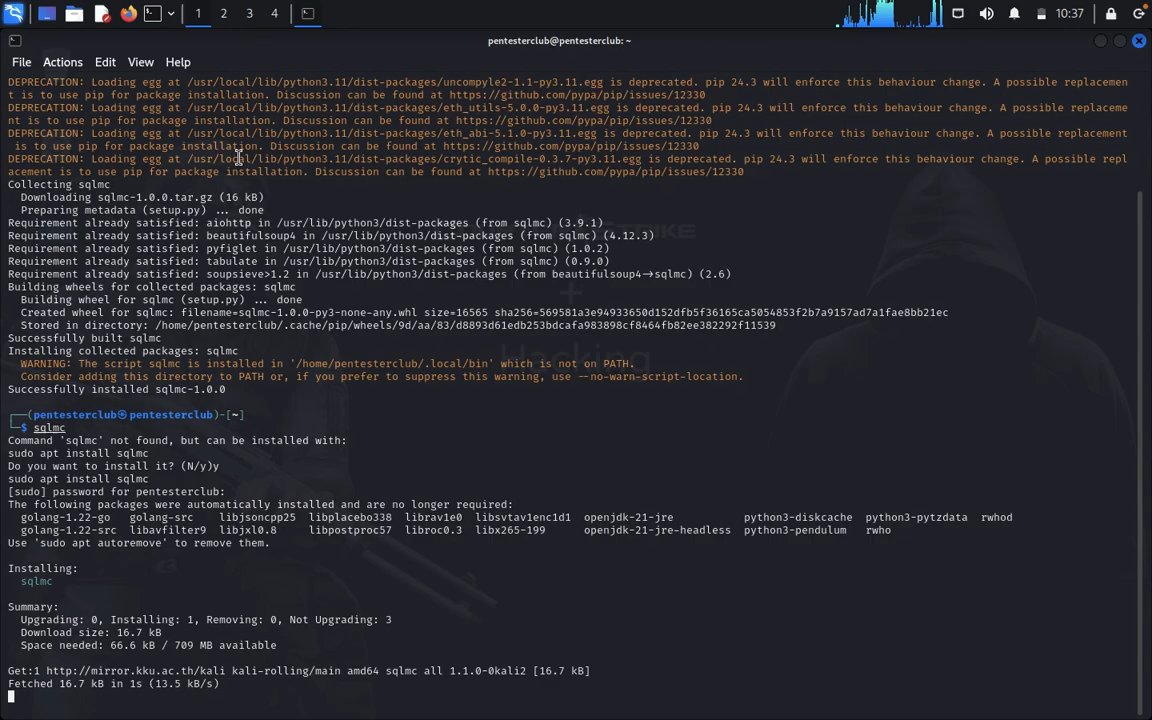 1 2 3 4 10:37
pentesterclub@pentesterclub: ~
File Actions Edit View Help
DEPRECATION: Loading egg at /usr/local/lib/python3.11/dist-packages/uncompyle2-1.1-py3.11.egg is deprecated. pip 24.3 will enforce this behaviour change. A possible replacemen
t is to use pip for package installation. Discussion can be found at https://github.com/pypa/pip/issues/12330
DEPRECATION: Loading egg at /usr/local/lib/python3.11/dist-packages/eth_utils-5.0.0-py3.11.egg is deprecated. pip 24.3 will enforce this behaviour change. A possible replaceme
nt is to use pip for package installation. Discussion can be found at https://github.com/pypa/pip/issues/12330
DEPRECATION: Loading egg at /usr/local/lib/python3.11/dist-packages/eth_abi-5.1.0-py3.11.egg is deprecated. pip 24.3 will enforce this behaviour change. A possible replacement
is to use pip for package installation. Discussion can be found at https://github.com/pypa/pip/issues/12330
DEPRECATION: Loading egg at /usr/local/lib/python3.11/dist-packages/crytic_compile-0.3.7-py3.11.egg is deprecated. pip 24.3 will enforce this behaviour change. A possible repl
acement is to use pip for package installation. Discussion can be found at https://github.com/pypa/pip/issues/12330
Collecting sqlmc
Downloading sqlmc-1.0.0.tar.gz (16 kB)
Preparing metadata (setup.py) ... done
Requirement already satisfied: aiohttp in /usr/lib/python3/dist-packages (from sqlmc) (3.9.1)
Requirement already satisfied: beautifulsoup4 in /usr/lib/python3/dist-packages (from sqlmc) (4.12.3)
Requirement already satisfied: pyfiglet in /usr/lib/python3/dist-packages (from sqlmc) (1.0.2)
Requirement already satisfied: tabulate in /usr/lib/python3/dist-packages (from sqlmc) (0.9.0)
Requirement already satisfied: soupsieve>1.2 in /usr/lib/python3/dist-packages (from beautifulsoup4→sqlmc) (2.6)
Building wheels for collected packages: sqlmc
Building wheel for sqlmc (setup.py) ... done
Created wheel for sqlmc: filename=sqlmc-1.0.0-py3-none-any.whl size=16565 sha256=569581a3e94933650d152dfb5f36165ca5054853f2b7a9157ad7a1fae8bb21ec
Stored in directory: /home/pentesterclub/.cache/pip/wheels/9d/aa/83/d8893d61edb253bdcafa983898cf8464fb82ee382292f11539
Successfully built sqlmc
Installing collected packages: sqlmc
WARNING: The script sqlmc is installed in '/home/pentesterclub/.local/bin' which is not on PATH.
Consider adding this directory to PATH or, if you prefer to suppress this warning, use --no-warn-script-location.
Successfully installed sqlmc-1.0.0
┌──(pentesterclub㉿pentesterclub)-[~]
└─$ sqlmc
Command 'sqlmc' not found, but can be installed with:
sudo apt install sqlmc
Do you want to install it? (N/y)y
sudo apt install sqlmc
[sudo] password for pentesterclub:
The following packages were automatically installed and are no longer required:
golang-1.22-go golang-src libjsoncpp25 libplacebo338 librav1e0 libsvtav1enc1d1 openjdk-21-jre python3-diskcache python3-pytzdata rwhod
golang-1.22-src libavfilter9 libjxl0.8 libpostproc57 libroc0.3 libx265-199 openjdk-21-jre-headless python3-pendulum rwho
Use 'sudo apt autoremove' to remove them.
Installing:
sqlmc
Summary:
Upgrading: 0, Installing: 1, Removing: 0, Not Upgrading: 3
Download size: 16.7 kB
Space needed: 66.6 kB / 709 MB available
Get:1 http://mirror.kku.ac.th/kali kali-rolling/main amd64 sqlmc all 1.1.0-0kali2 [16.7 kB]
Fetched 16.7 kB in 1s (13.5 kB/s)